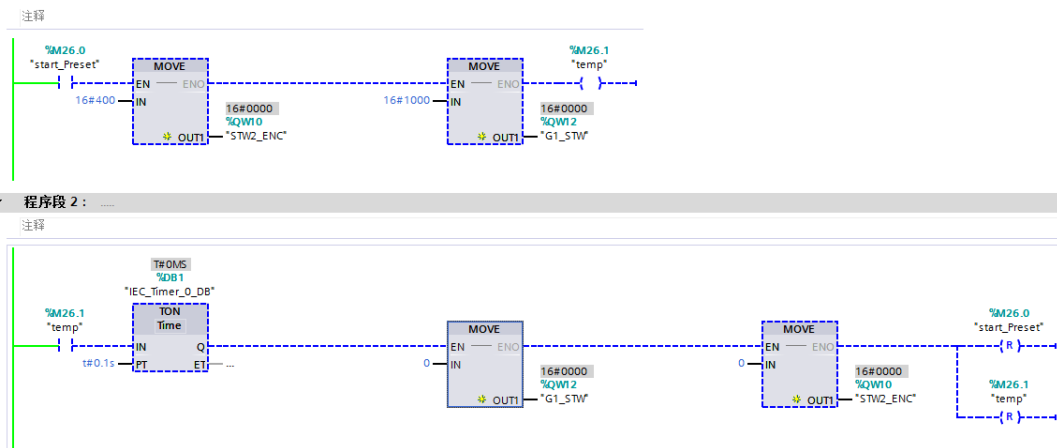 注释
%M26.0
"start_Preset"
MOVE
EN
ENO
16#400
IN
OUT1
16#0000
%QW10
"STW2_ENC"
MOVE
EN
ENO
16#1000
IN
OUT1
16#0000
%QW12
"G1_STW"
%M26.1
"temp"
程序段 2： .....
注释
%M26.1
"temp"
T#0MS
%DB1
"IEC_Timer_0_DB"
TON
Time
IN
Q
t#0.1s
PT
ET
...
MOVE
EN
ENO
0
IN
OUT1
16#0000
%QW12
"G1_STW"
MOVE
EN
ENO
0
IN
OUT1
16#0000
%QW10
"STW2_ENC"
%M26.0
"start_Preset"
R
%M26.1
"temp"
R